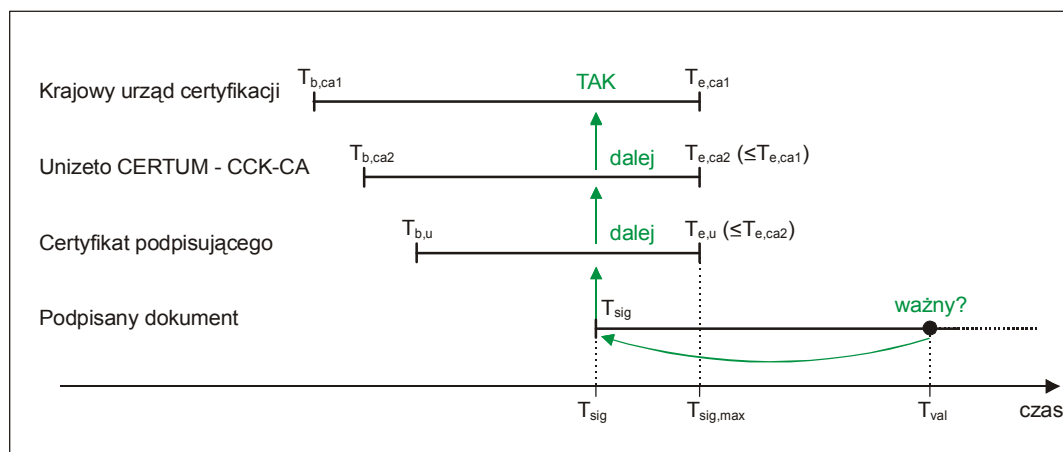 Krajowy urząd certyfikacji T_b,ca1 TAK T_e,ca1
Unizeto CERTUM - CCK-CA T_b,ca2 dalej T_e,ca2 (≤T_e,ca1)
Certyfikat podpisującego T_b,u dalej T_e,u (≤T_e,ca2)
Podpisany dokument T_sig ważny?
T_sig T_sig,max T_val czas